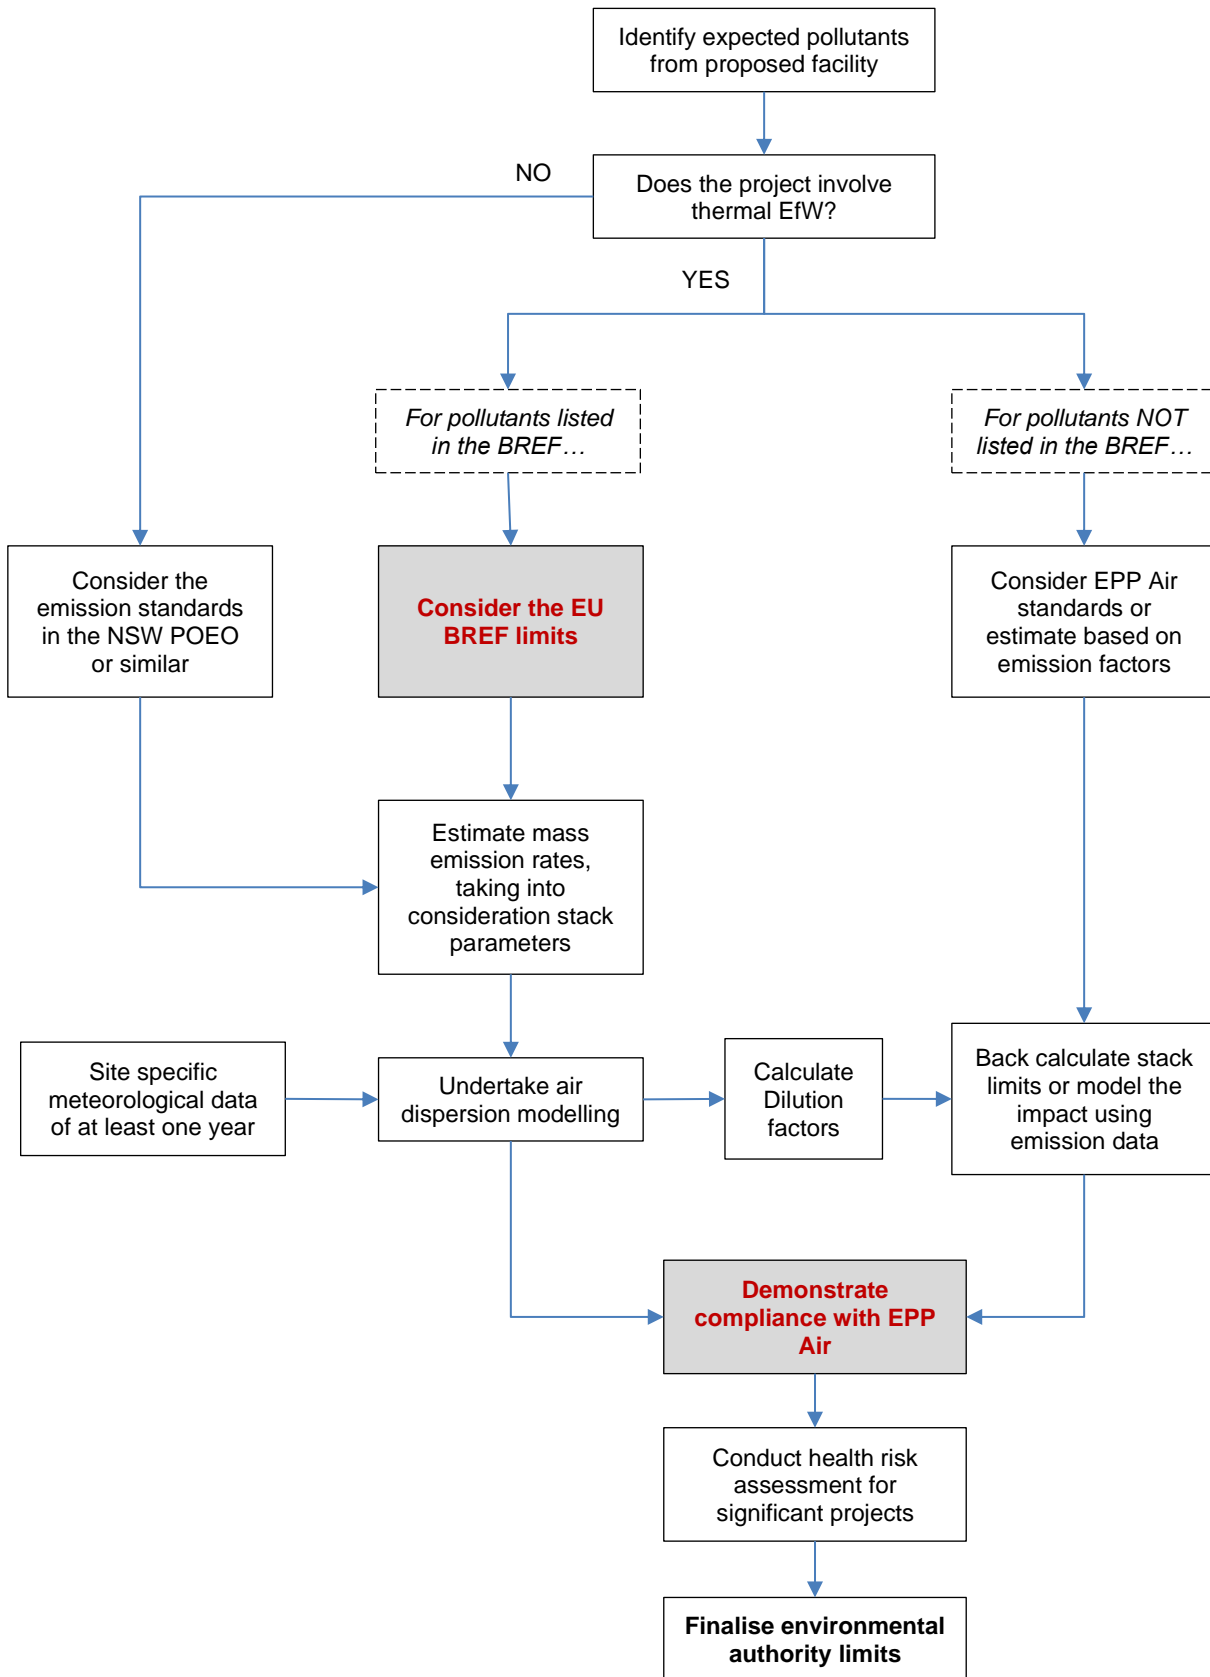 Identify expected pollutants
from proposed facility
NO
Does the project involve
thermal EfW?
YES
For pollutants listed
in the BREF…
For pollutants NOT
listed in the BREF…
Consider the
emission standards
in the NSW POEO
or similar
Consider the EU
BREF limits
Consider EPP Air
standards or
estimate based on
emission factors
Estimate mass
emission rates,
taking into
consideration stack
parameters
Site specific
meteorological data
of at least one year
Undertake air
dispersion modelling
Calculate
Dilution
factors
Back calculate stack
limits or model the
impact using
emission data
Demonstrate
compliance with EPP
Air
Conduct health risk
assessment for
significant projects
Finalise environmental
authority limits